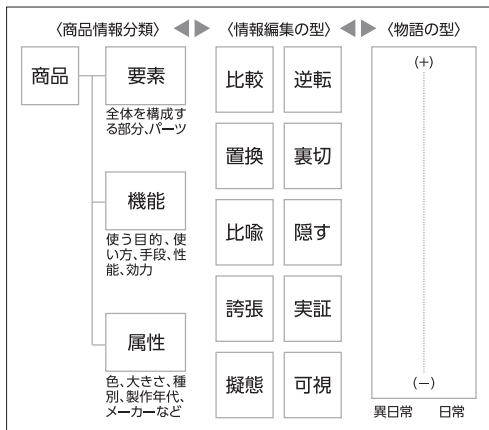 〈商品情報分類〉 ◀▶ 〈情報編集の型〉 ◀▶ 〈物語の型〉
商品
要素
全体を構成す
る部分、パーツ
機能
使う目的、使
い方、手段、性
能、効力
属性
色、大きさ、種
別、製作年代、
メーカーなど
比較 逆転
置換 裏切
比喩 隠す
誇張 実証
擬態 可視
(+)
(−)
異日常 日常